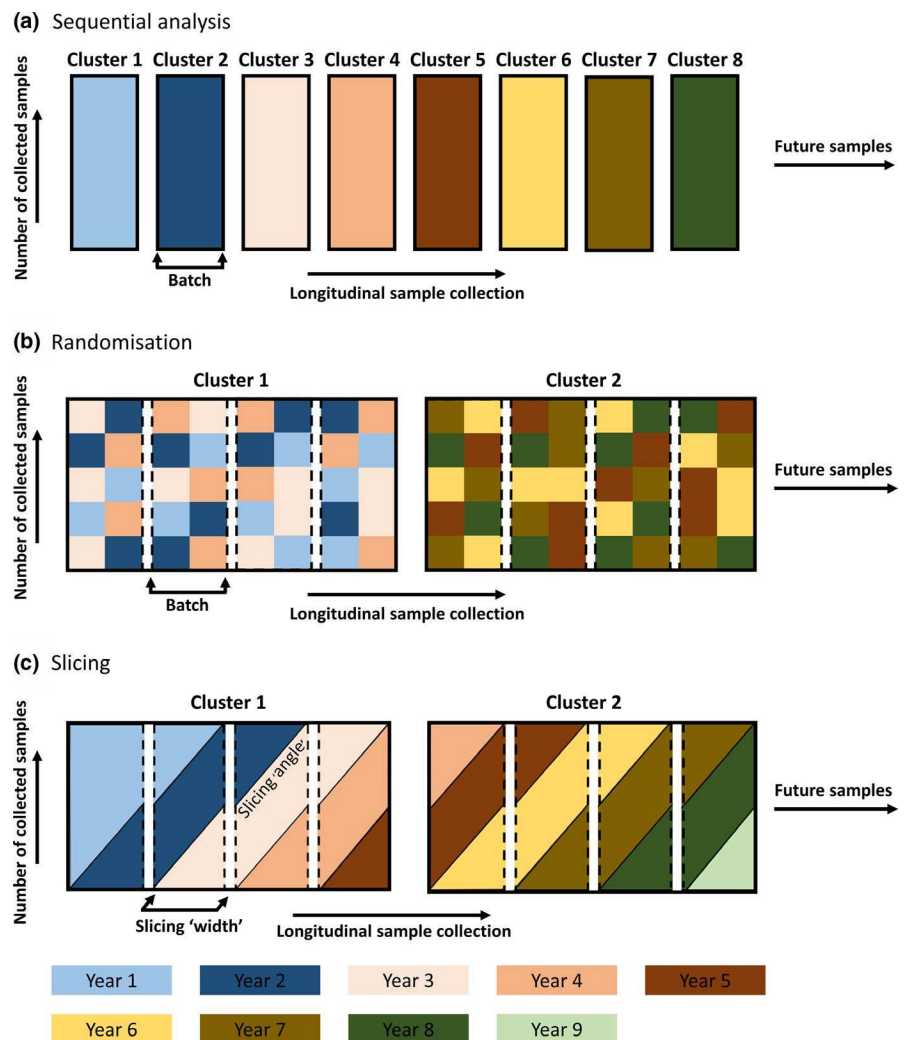 (a) Sequential analysis
Cluster 1 Cluster 2 Cluster 3 Cluster 4 Cluster 5 Cluster 6 Cluster 7 Cluster 8
Number of collected samples
Future samples
Batch
Longitudinal sample collection
(b) Randomisation
Cluster 1 Cluster 2
Number of collected samples
Future samples
Batch
Longitudinal sample collection
(c) Slicing
Cluster 1 Cluster 2
Number of collected samples
Slicing 'angle'
Future samples
Slicing 'width'
Longitudinal sample collection
Year 1 Year 2 Year 3 Year 4 Year 5
Year 6 Year 7 Year 8 Year 9